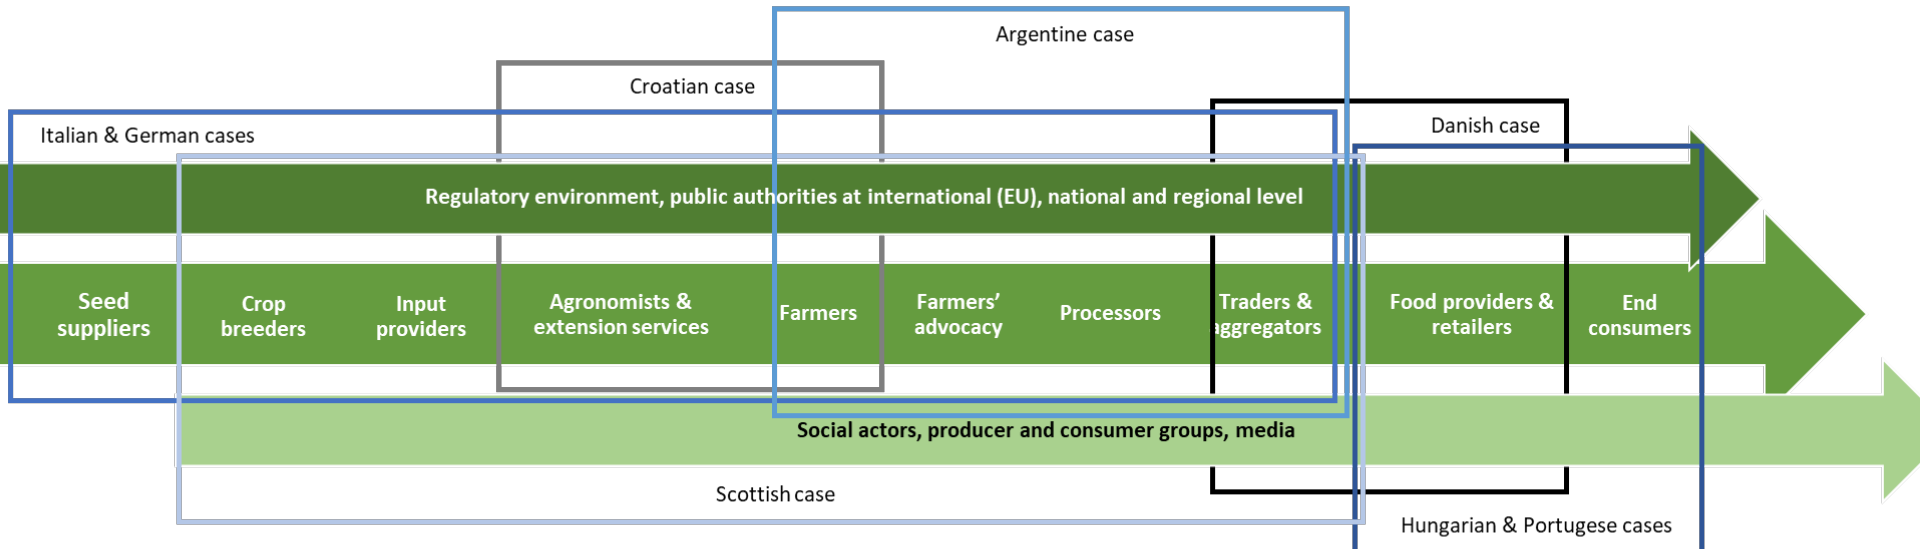 Argentine case
Croatian case
Danish case
Italian & German cases
Regulatory environment, public authorities at international (EU), national and regional level
Seed
suppliers
Crop
breeders
Input
providers
Agronomists &
extension services
Farmers
Farmers’
advocacy
Processors
Traders &
aggregators
Food providers &
retailers
End
consumers
Social actors, producer and consumer groups, media
Scottish case
Hungarian & Portugese cases